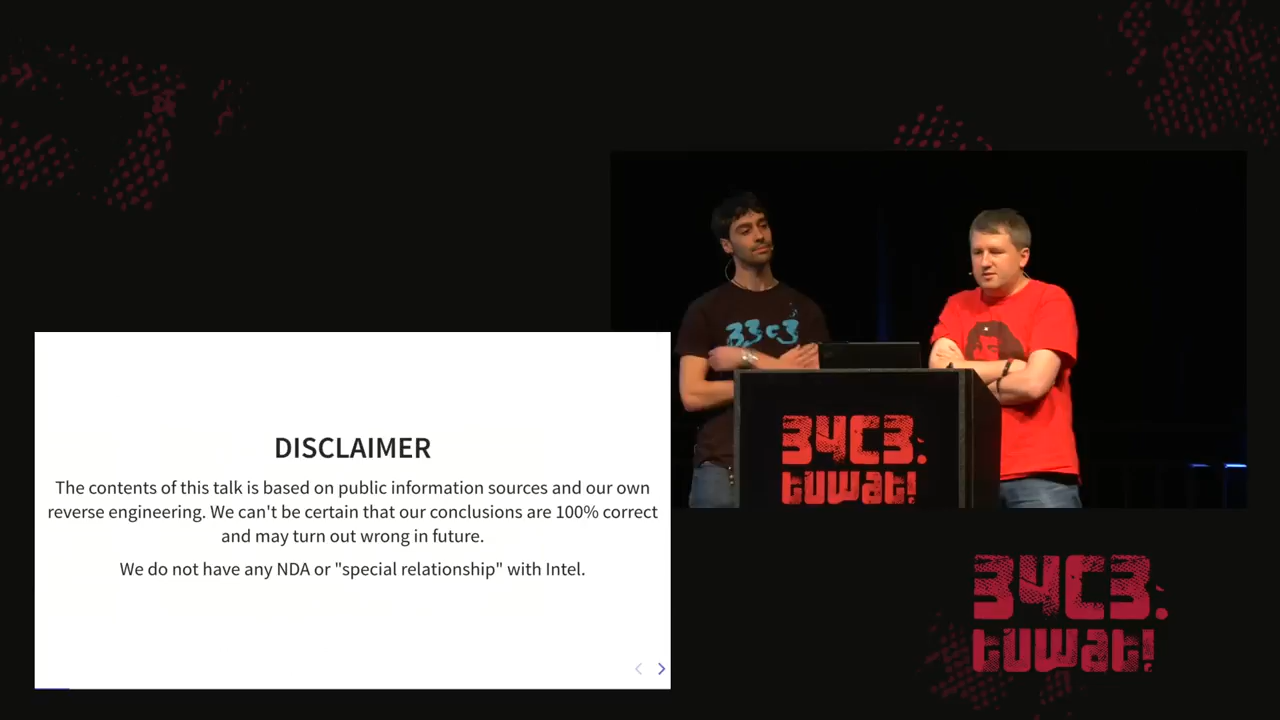 DISCLAIMER
The contents of this talk is based on public information sources and our own
reverse engineering. We can't be certain that our conclusions are 100% correct
and may turn out wrong in future.
We do not have any NDA or "special relationship" with Intel.
33c3
34C3.
tuwat!
34C3.
tuwat!